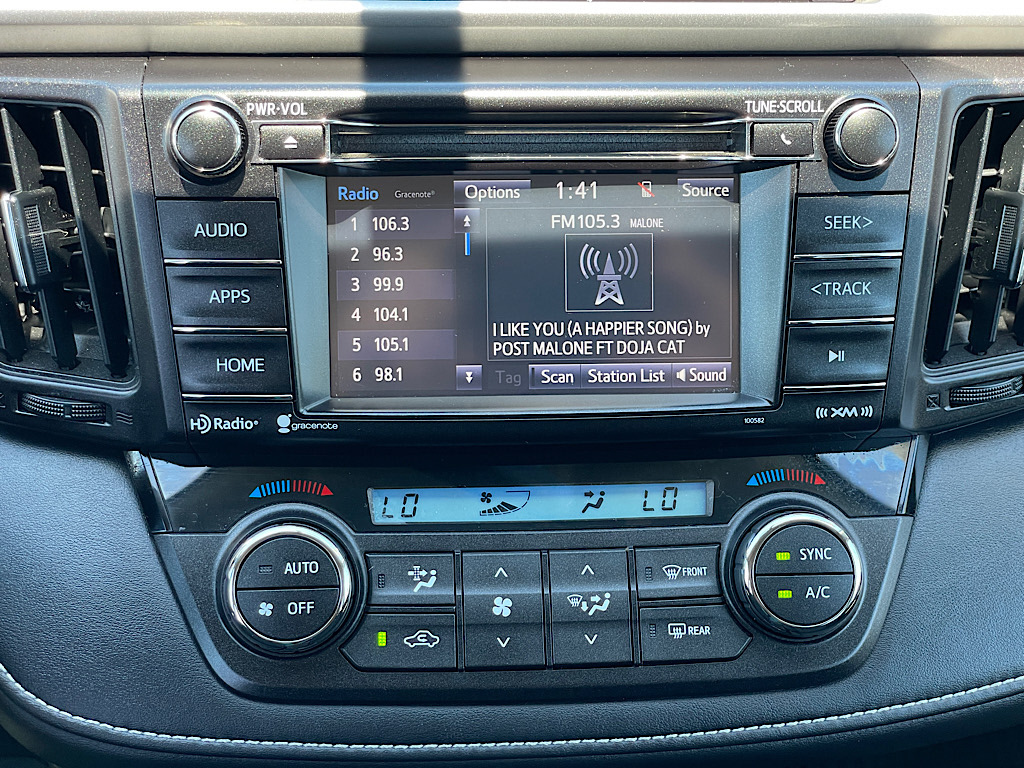 PWR·VOL
TUNE·SCROLL
Radio Gracenote® Options 1:41 Source
1 106.3
2 96.3
3 99.9
4 104.1
5 105.1
6 98.1
FM105.3 MALONE
I LIKE YOU (A HAPPIER SONG) by
POST MALONE FT DOJA CAT
Tag Scan Station List Sound
AUDIO
APPS
HOME
SEEK>
<TRACK
HD Radio®
gracenote
100582
XM
LO LO
AUTO
OFF
FRONT
REAR
SYNC
A/C